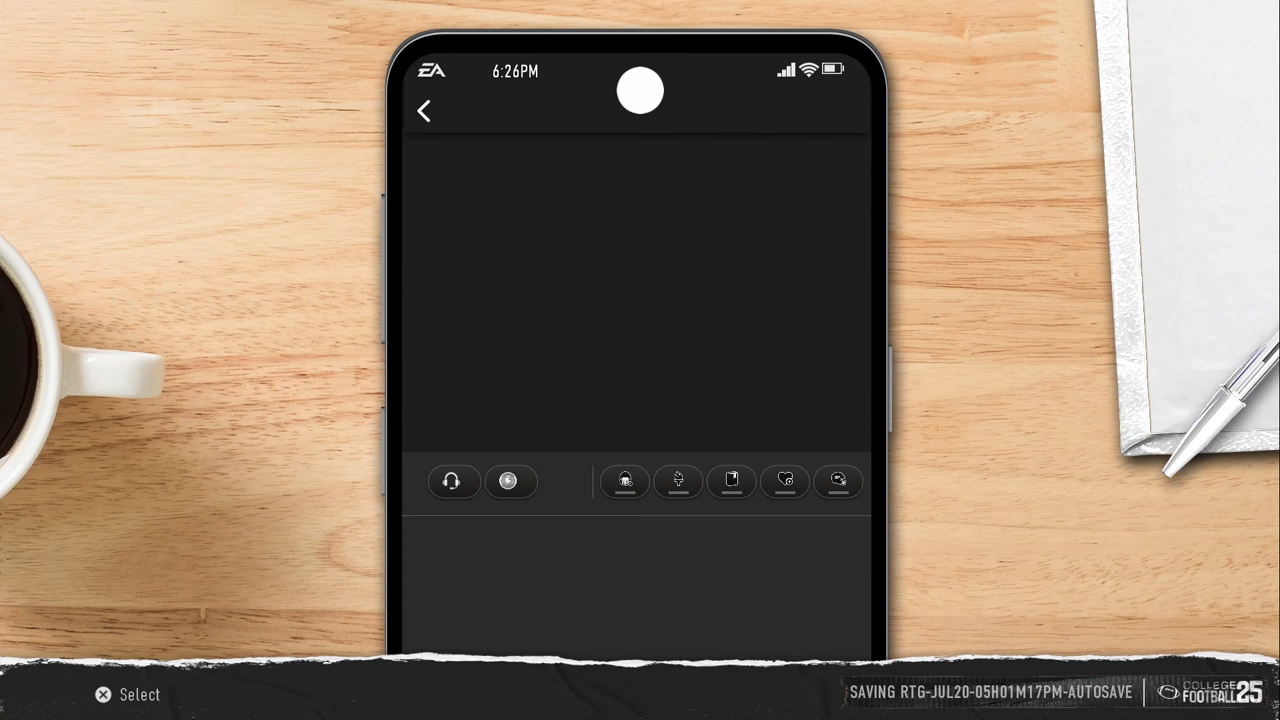 EA
6:26PM
Select
SAVING RTG-JUL20-05H01M17PM-AUTOSAVE
COLLEGE
FOOTBALL 25